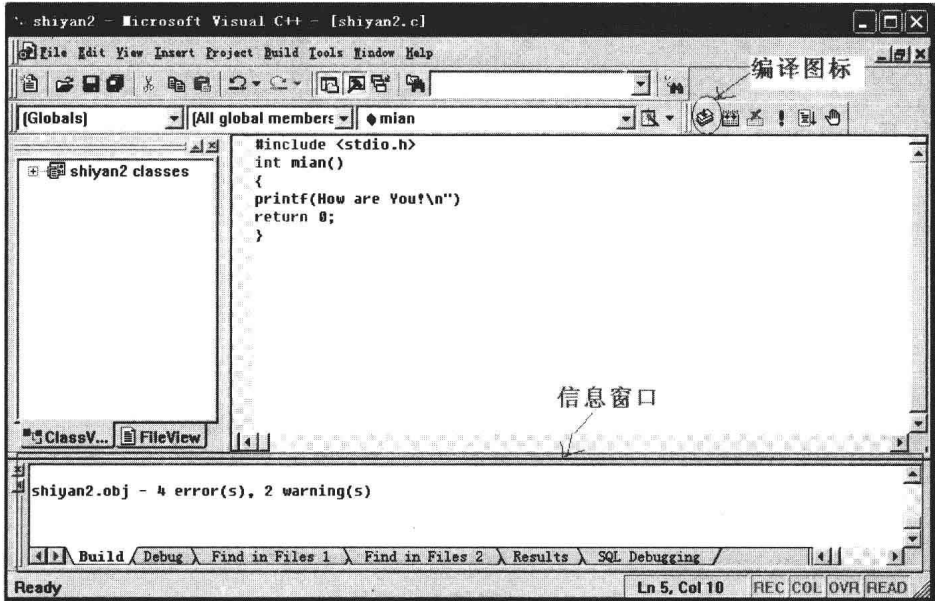 shiyan2 - Microsoft Visual C++ - [shiyan2.c]
File Edit View Insert Project Build Tools Window Help
编译图标
(Globals) (All global members mian
shiyan2 classes
#include <stdio.h>
int mian()
{
printf(How are You!\n")
return 0;
}
信息窗口
ClassV... FileView
shiyan2.obj - 4 error(s), 2 warning(s)
Build Debug Find in Files 1 Find in Files 2 Results SQL Debugging
Ready Ln 5, Col 10 REC COL OVR READ